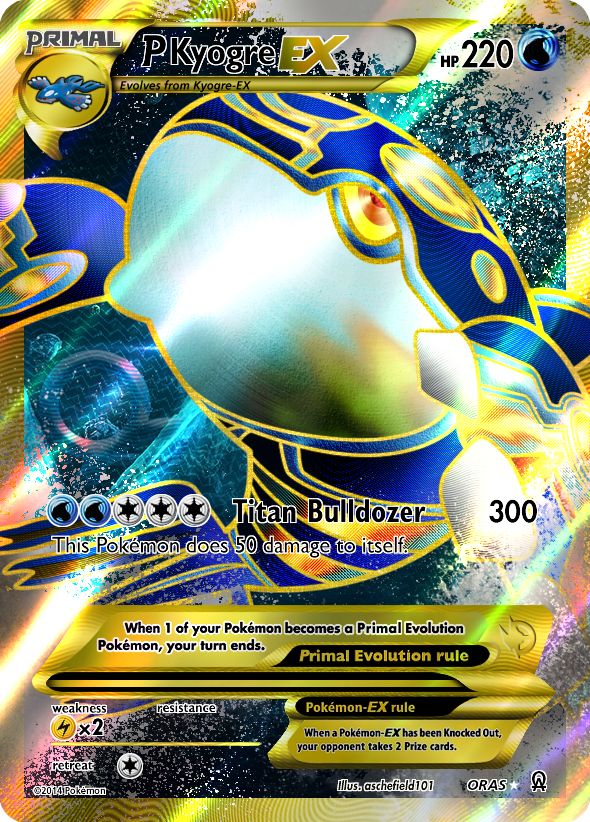 PRIMAL
PKyogre EX
HP 220
Evolves from Kyogre-EX
Titan Bulldozer 300
This Pokémon does 50 damage to itself.
When 1 of your Pokémon becomes a Primal Evolution
Pokémon, your turn ends.
Primal Evolution rule
weakness resistance
×2
Pokémon-EX rule
When a Pokémon-EX has been Knocked Out,
your opponent takes 2 Prize cards.
retreat
Illus. aschefield101 ORAS
©2014 Pokémon